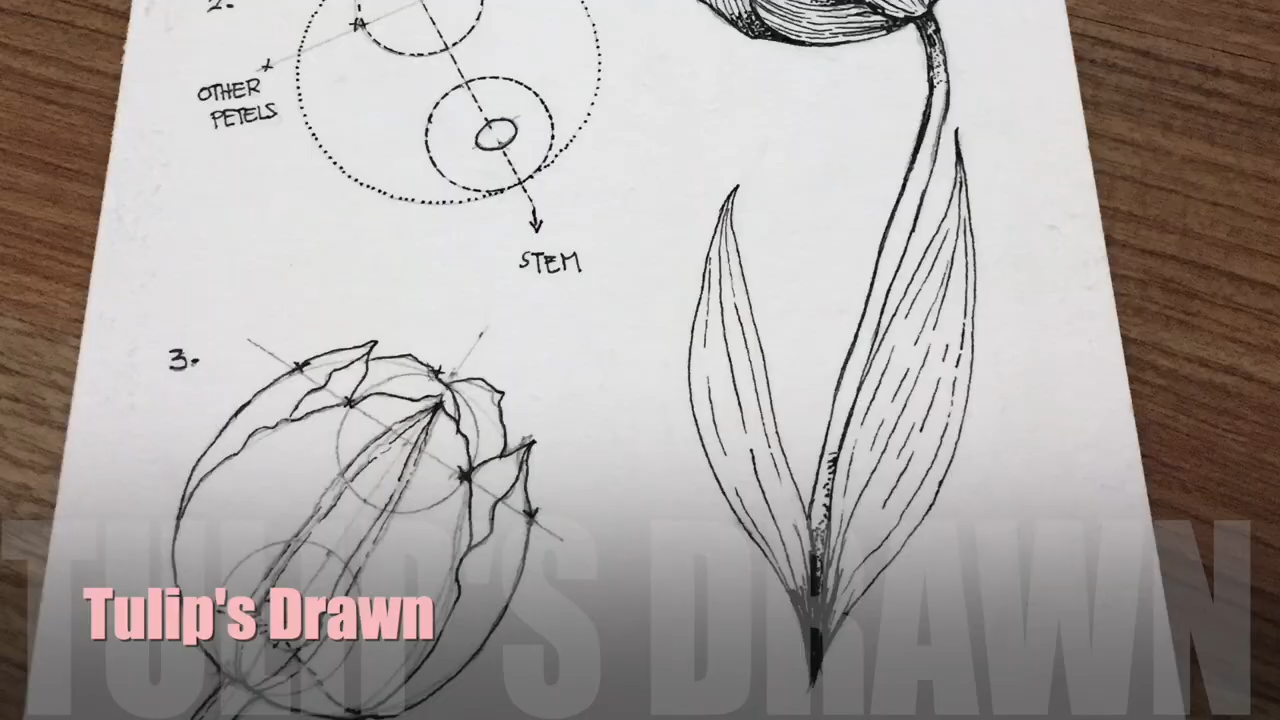 2.
OTHER
PETELS
STEM
3.
TULIP'S DRAWN
Tulip's Drawn